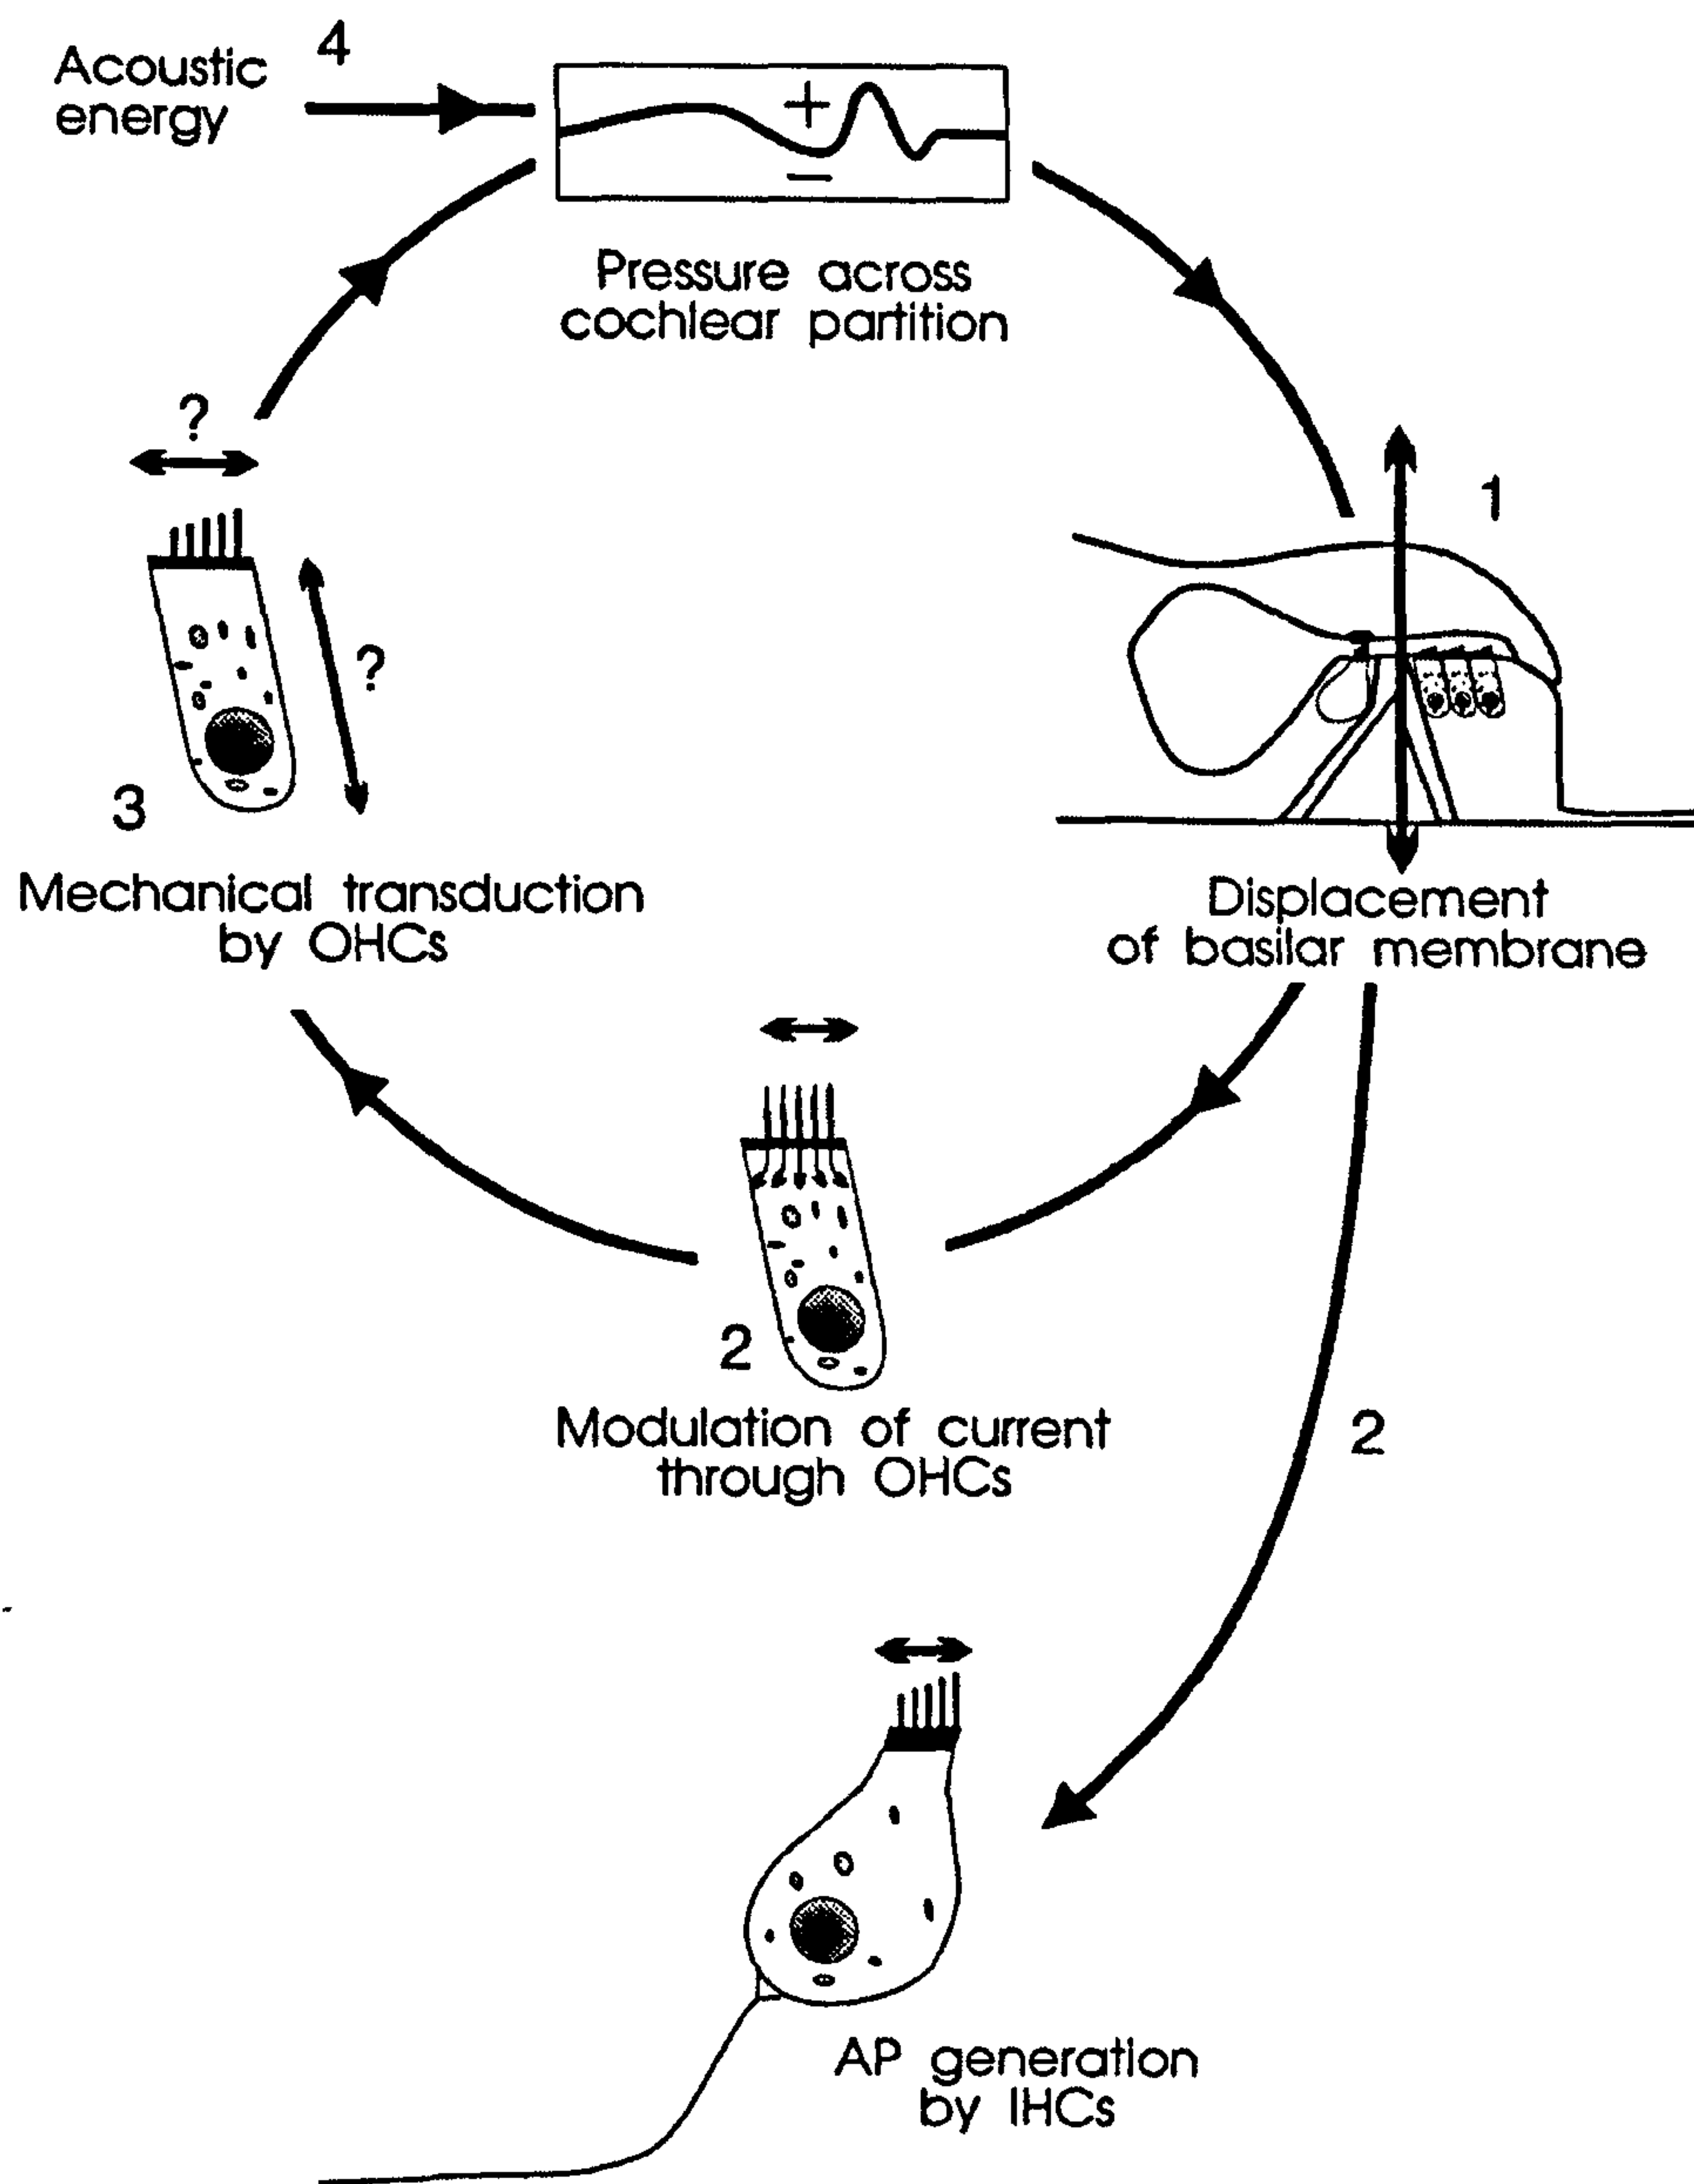 Acoustic
energy
4
+
−
Pressure across
cochlear partition
?
?
3
Mechanical transduction
by OHCs
1
Displacement
of basilar membrane
2
Modulation of current
through OHCs
2
AP generation
by IHCs